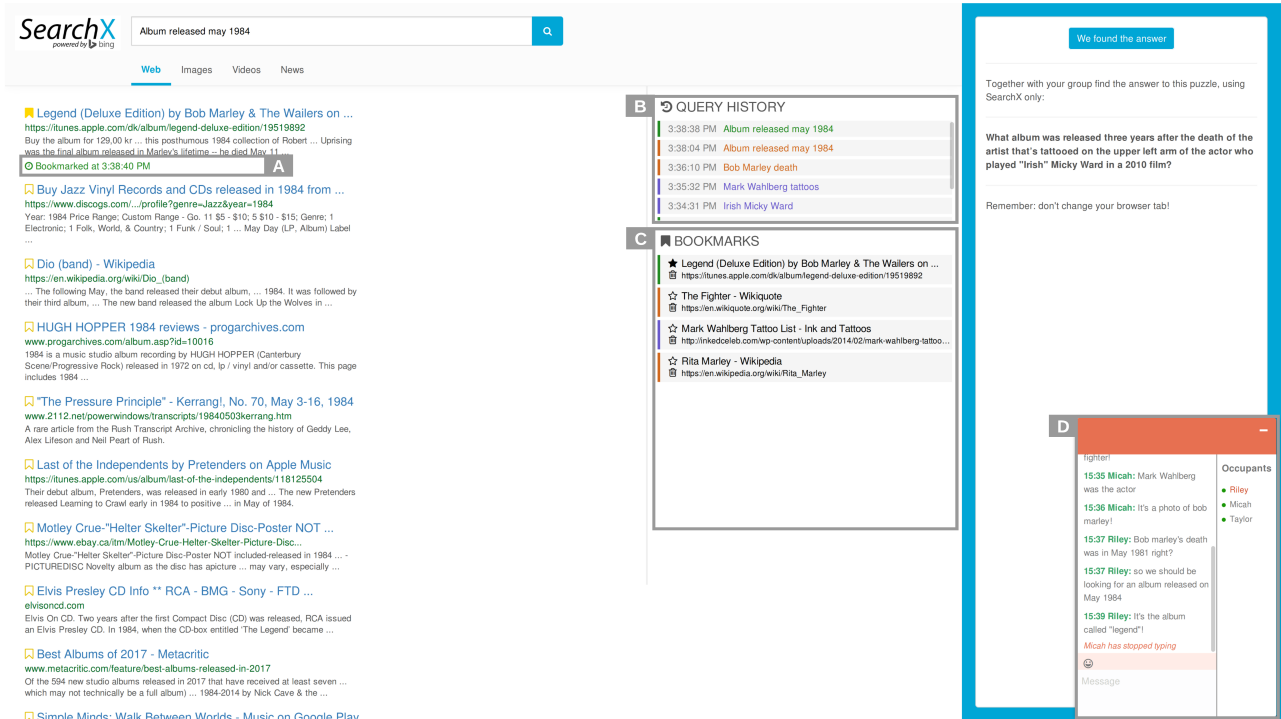 SearchX
powered by bing
Album released may 1984
Web Images Videos News
Legend (Deluxe Edition) by Bob Marley & The Wailers on ...
https://itunes.apple.com/dk/album/legend-deluxe-edition/19519892
Buy the album for 129,00 kr ... this posthumous 1984 collection of Robert ... Uprising
was the final album released in Marley's lifetime -- he died May 11 ...
Bookmarked at 3:38:40 PM
A
Buy Jazz Vinyl Records and CDs released in 1984 from ...
https://www.discogs.com/.../profile?genre=Jazz&year=1984
Year: 1984 Price Range; Custom Range - Go. 11 $5 - $10; 5 $10 - $15; Genre; 1
Electronic; 1 Folk, World, & Country; 1 Funk / Soul; 1 ... May Day (LP, Album) Label
...
Dio (band) - Wikipedia
https://en.wikipedia.org/wiki/Dio_(band)
... The following May, the band released their debut album, ... 1984. It was followed by
their third album, ... The new band released the album Lock Up the Wolves in ...
HUGH HOPPER 1984 reviews - progarchives.com
www.progarchives.com/album.asp?id=10016
1984 is a music studio album recording by HUGH HOPPER (Canterbury
Scene/Progressive Rock) released in 1972 on cd, lp / vinyl and/or cassette. This page
includes 1984 ...
"The Pressure Principle" - Kerrang!, No. 70, May 3-16, 1984
www.2112.net/powerwindows/transcripts/19840503kerrang.htm
A rare article from the Rush Transcript Archive, chronicling the history of Geddy Lee,
Alex Lifeson and Neil Peart of Rush.
Last of the Independents by Pretenders on Apple Music
https://itunes.apple.com/us/album/last-of-the-independents/118125504
Their debut album, Pretenders, was released in early 1980 and ... The new Pretenders
released Learning to Crawl early in 1984 to positive ... in May of 1984.
Motley Crue-"Helter Skelter"-Picture Disc-Poster NOT ...
https://www.ebay.ca/itm/Motley-Crue-Helter-Skelter-Picture-Disc...
Motley Crue-"Helter Skelter"-Picture Disc-Poster NOT included-released in 1984 ... -
PICTUREDISC Novelty album as the disc has apicture ... may vary, especially ...
Elvis Presley CD Info ** RCA - BMG - Sony - FTD ...
elvisoncd.com
Elvis On CD. Two years after the first Compact Disc (CD) was released, RCA issued
an Elvis Presley CD. In 1984, when the CD-box entitled 'The Legend' became ...
Best Albums of 2017 - Metacritic
www.metacritic.com/feature/best-albums-released-in-2017
Of the 594 new studio albums released in 2017 that have received at least seven ...
which may not technically be a full album) ... 1984-2014 by Nick Cave & the ...
Simple Minds: Walk Between Worlds - Music on Google Play
B
QUERY HISTORY
3:38:38 PM Album released may 1984
3:38:04 PM Album released may 1984
3:36:10 PM Bob Marley death
3:35:32 PM Mark Wahlberg tattoos
3:34:31 PM Irish Micky Ward
C
BOOKMARKS
Legend (Deluxe Edition) by Bob Marley & The Wailers on ...
https://itunes.apple.com/dk/album/legend-deluxe-edition/19519892
The Fighter - Wikiquote
https://en.wikiquote.org/wiki/The_Fighter
Mark Wahlberg Tattoo List - Ink and Tattoos
http://inkedceleb.com/wp-content/uploads/2014/02/mark-wahlberg-tattoo...
Rita Marley - Wikipedia
https://en.wikipedia.org/wiki/Rita_Marley
We found the answer
Together with your group find the answer to this puzzle, using
SearchX only:
What album was released three years after the death of the
artist that's tattooed on the upper left arm of the actor who
played "Irish" Micky Ward in a 2010 film?
Remember: don't change your browser tab!
D
fighter!
15:35 Micah: Mark Wahlberg
was the actor
15:36 Micah: It's a photo of bob
marley!
15:37 Riley: Bob marley's death
was in May 1981 right?
15:37 Riley: so we should be
looking for an album released on
May 1984
15:39 Riley: It's the album
called "legend"!
Micah has stopped typing
Message
Occupants
Riley
Micah
Taylor